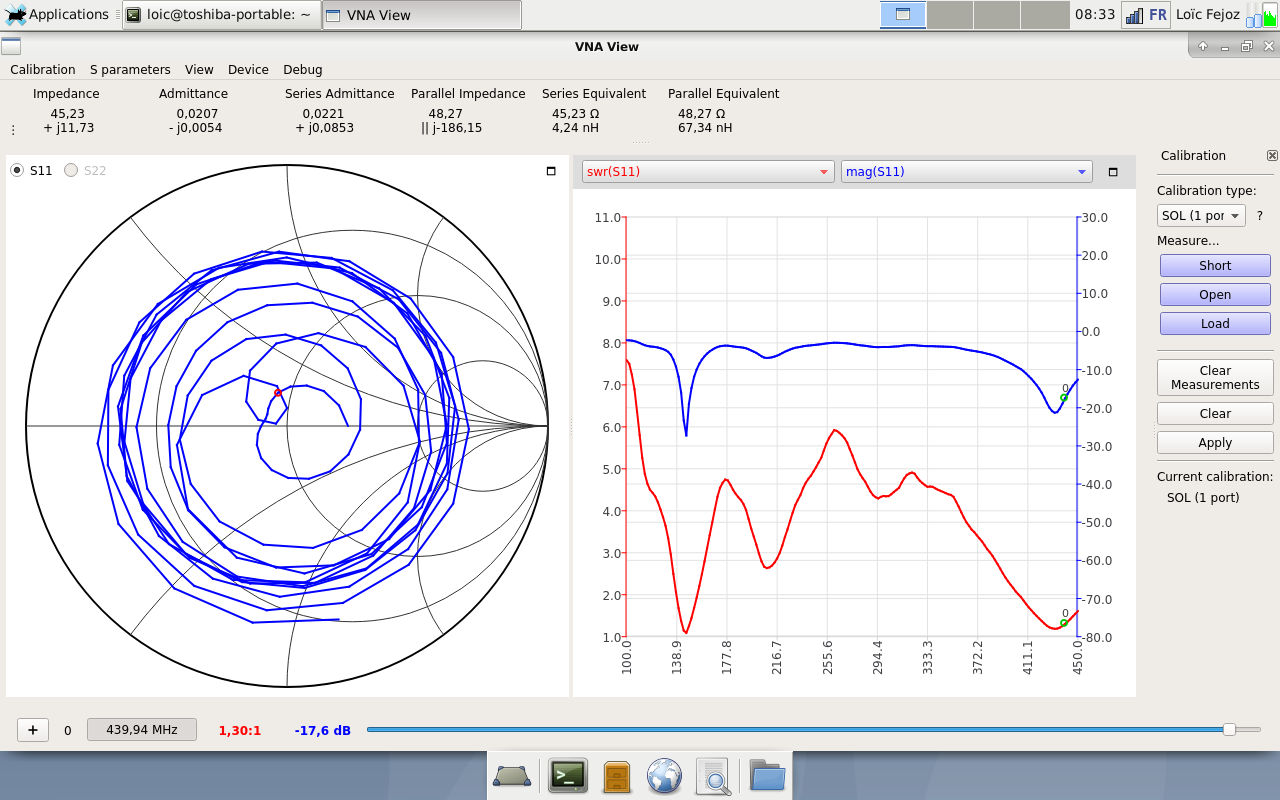 Applications
loic@toshiba-portable: ~
VNA View
08:33
FR
Loïc Fejoz
VNA View
Calibration S parameters View Device Debug
Impedance Admittance Series Admittance Parallel Impedance Series Equivalent Parallel Equivalent
45,23 0,0207 0,0221 48,27 45,23 Ω 48,27 Ω
+ j11,73 - j0,0054 + j0,0853 || j-186,15 4,24 nH 67,34 nH
S11 S22
swr(S11) mag(S11)
11.0 30.0
10.0 20.0
9.0 10.0
8.0 -0.0
7.0 -10.0
6.0 -20.0
5.0 -30.0
4.0 -40.0
3.0 -50.0
2.0 -60.0
1.0 -70.0
-80.0
0
0
100.0 138.9 177.8 216.7 255.6 294.4 333.3 372.2 411.1 450.0
Calibration
Calibration type:
SOL (1 por ?
Measure...
Short
Open
Load
Clear
Measurements
Clear
Apply
Current calibration:
SOL (1 port)
+ 0 439,94 MHz 1,30:1 -17,6 dB